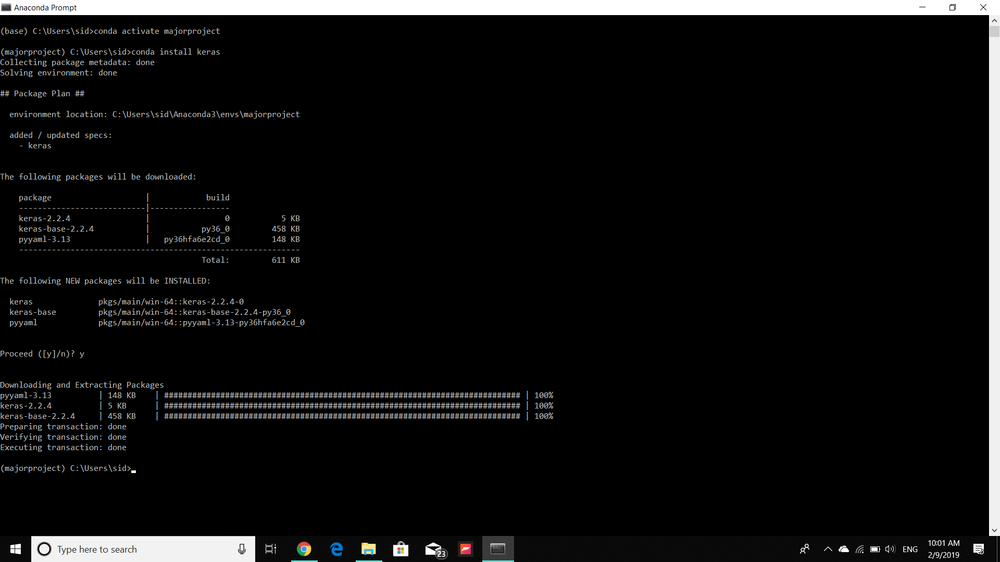 Anaconda Prompt
(base) C:\Users\sid>conda activate majorproject
(majorproject) C:\Users\sid>conda install keras
Collecting package metadata: done
Solving environment: done
## Package Plan ##
environment location: C:\Users\sid\Anaconda3\envs\majorproject
added / updated specs:
- keras
The following packages will be downloaded:
package | build
---------------------------|-----------------
keras-2.2.4 | 0 5 KB
keras-base-2.2.4 | py36_0 458 KB
pyyaml-3.13 | py36hfa6e2cd_0 148 KB
------------------------------------------------------------
Total: 611 KB
The following NEW packages will be INSTALLED:
keras pkgs/main/win-64::keras-2.2.4-0
keras-base pkgs/main/win-64::keras-base-2.2.4-py36_0
pyyaml pkgs/main/win-64::pyyaml-3.13-py36hfa6e2cd_0
Proceed ([y]/n)? y
Downloading and Extracting Packages
pyyaml-3.13 | 148 KB | ############################################################################ | 100%
keras-2.2.4 | 5 KB | ############################################################################ | 100%
keras-base-2.2.4 | 458 KB | ############################################################################ | 100%
Preparing transaction: done
Verifying transaction: done
Executing transaction: done
(majorproject) C:\Users\sid>
Type here to search
23
ENG
10:01 AM
2/9/2019